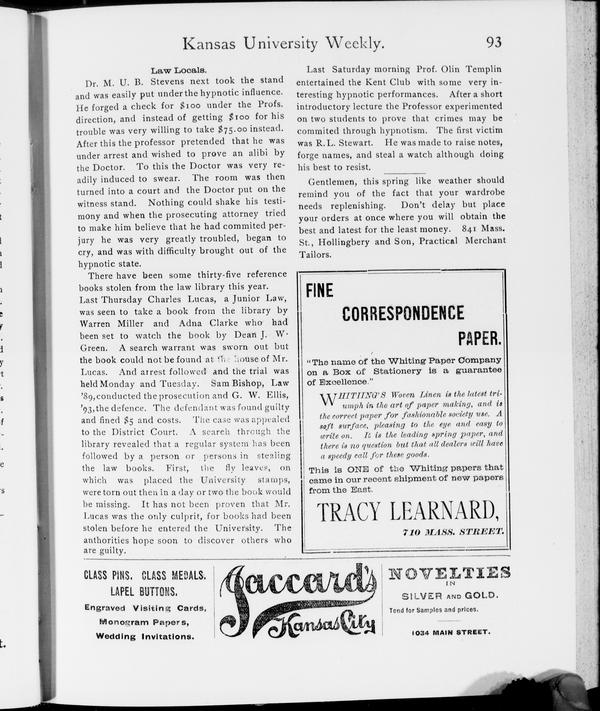 Kansas University Weekly.
93
Law Locals.
Dr. M. U. B. Stevens next took the stand
and was easily put under the hypnotic influence.
He forged a check for $100 under the Profs.
direction, and instead of getting $100 for his
trouble was very willing to take $75.00 instead.
After this the professor pretended that he was
under arrest and wished to prove an alibi by
the Doctor. To this the Doctor was very re-
adily induced to swear. The room was then
turned into a court and the Doctor put on the
witness stand. Nothing could shake his testi-
mony and when the prosecuting attorney tried
to make him believe that he had commited per-
jury he was very greatly troubled, began to
cry, and was with difficulty brought out of the
hypnotic state.
There have been some thirty-five reference
books stolen from the law library this year.
Last Thursday Charles Lucas, a Junior Law,
was seen to take a book from the library by
Warren Miller and Adna Clarke who had
been set to watch the book by Dean J. W.
Green. A search warrant was sworn out but
the book could not be found at the house of Mr.
Lucas. And arrest followed and the trial was
held Monday and Tuesday. Sam Bishop, Law
'89, conducted the prosecution and G. W. Ellis,
'93, the defence. The defendant was found guilty
and fined $5 and costs. The case was appealed
to the District Court. A search through the
library revealed that a regular system has been
followed by a person or persons in stealing
the law books. First, the fly leaves, on
which was placed the University stamps,
were torn out then in a day or two the book would
be missing. It has not been proven that Mr.
Lucas was the only culprit, for books had been
stolen before he entered the University. The
anthorities hope soon to discover others who
are guilty.
Last Saturday morning Prof. Olin Templin
entertained the Kent Club with some very in-
teresting hypnotic performances. After a short
introductory lecture the Professor experimented
on two students to prove that crimes may be
commited through hypnotism. The first victim
was R. L. Stewart. He was made to raise notes,
forge names, and steal a watch although doing
his best to resist.
Gentlemen, this spring like weather should
remind you of the fact that your wardrobe
needs replenishing. Don't delay but place
your orders at once where you will obtain the
best and latest for the least money. 841 Mass.
St., Hollingbery and Son, Practical Merchant
Tailors.
FINE
CORRESPONDENCE
PAPER.
"The name of the Whiting Paper Company
on a Box of Stationery is a guarantee
of Excellence."
WHITIING'S Woven Linen is the latest tri-
umph in the art of paper making, and is
the correct paper for fashionable society use. A
soft surface, pleasing to the eye and easy to
write on. It is the leading spring paper, and
there is no question but that all dealers will have
a speedy call for these goods.
This is ONE of the Whiting papers that
came in our recent shipment of new papers
from the East.
TRACY LEARNARD,
710 MASS. STREET.
CLASS PINS. CLASS MEDALS.
LAPEL BUTTONS.
Engraved Visiting Cards,
Monogram Papers,
Wedding Invitations.
Jaccard's
Kansas City
NOVELTIES
IN
SILVER AND GOLD.
Tend for Samples and prices.
1034 MAIN STREET.